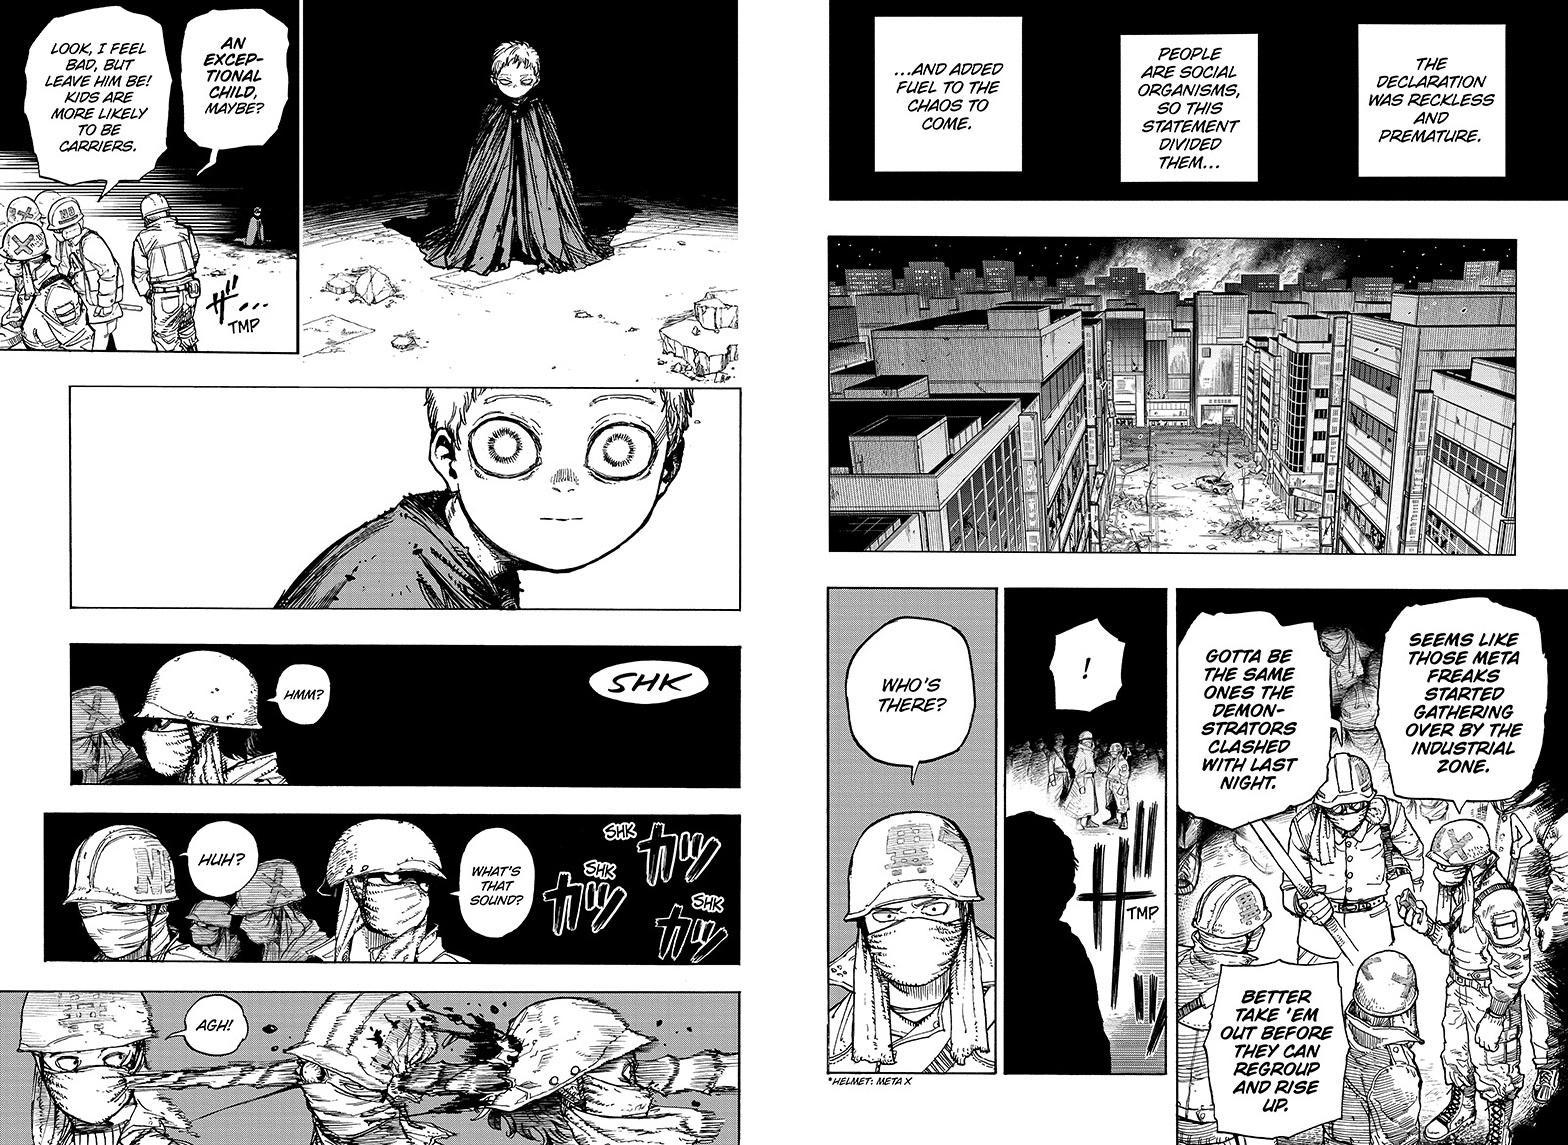 THE
DECLARATION
WAS RECKLESS
AND
PREMATURE.
PEOPLE
ARE SOCIAL
ORGANISMS,
SO THIS
STATEMENT
DIVIDED
THEM...
...AND ADDED
FUEL TO THE
CHAOS TO
COME.
SEEMS LIKE
THOSE META
FREAKS
STARTED
GATHERING
OVER BY THE
INDUSTRIAL
ZONE.
GOTTA BE
THE SAME
ONES THE
DEMON-
STRATORS
CLASHED
WITH LAST
NIGHT.
BETTER
TAKE 'EM
OUT BEFORE
THEY CAN
REGROUP
AND RISE
UP.
!
ザ
TMP
WHO'S
THERE?
*HELMET: META X
AN
EXCEP-
TIONAL
CHILD,
MAYBE?
LOOK, I FEEL
BAD, BUT
LEAVE HIM BE!
KIDS ARE
MORE LIKELY
TO BE
CARRIERS.
NO
ザ...
TMP
SHK
HMM?
SHK
カッ
SHK
カッ
SHK
カッ
WHAT'S
THAT
SOUND?
HUH?
NO
AGH!